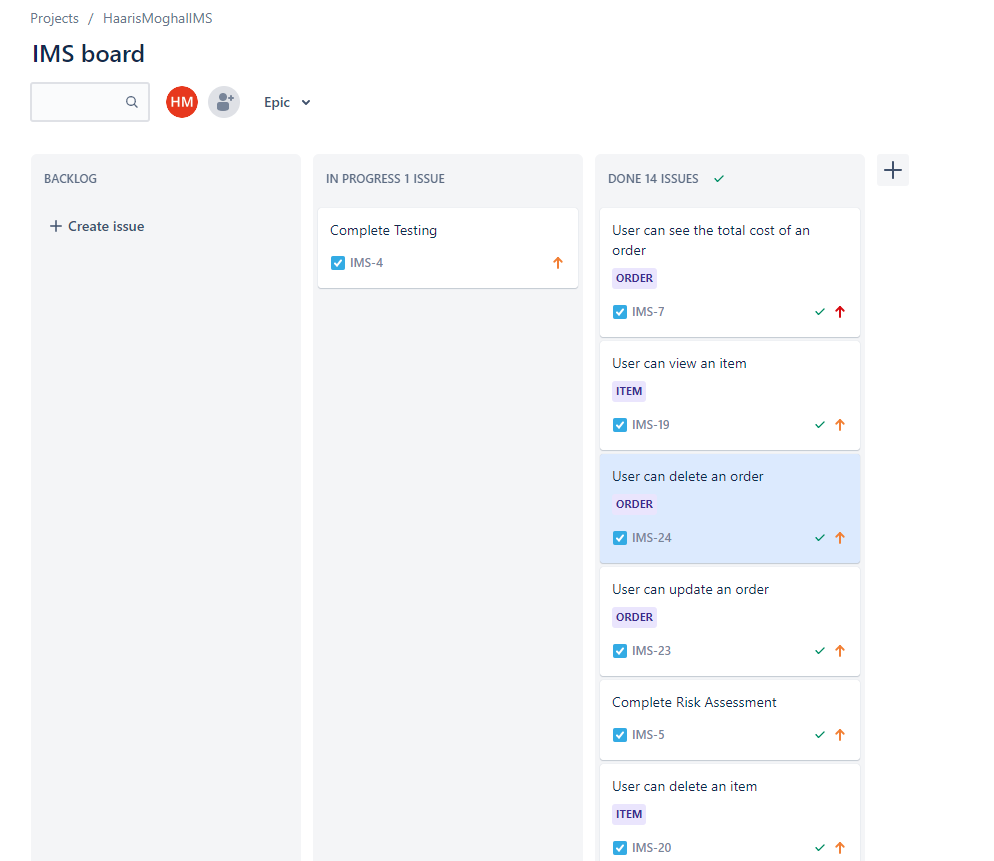 Projects / HaarisMoghalIMS
IMS board
HM
Epic
BACKLOG
+ Create issue
IN PROGRESS 1 ISSUE
Complete Testing
IMS-4
DONE 14 ISSUES
User can see the total cost of an
order
ORDER
IMS-7
User can view an item
ITEM
IMS-19
User can delete an order
ORDER
IMS-24
User can update an order
ORDER
IMS-23
Complete Risk Assessment
IMS-5
User can delete an item
ITEM
IMS-20